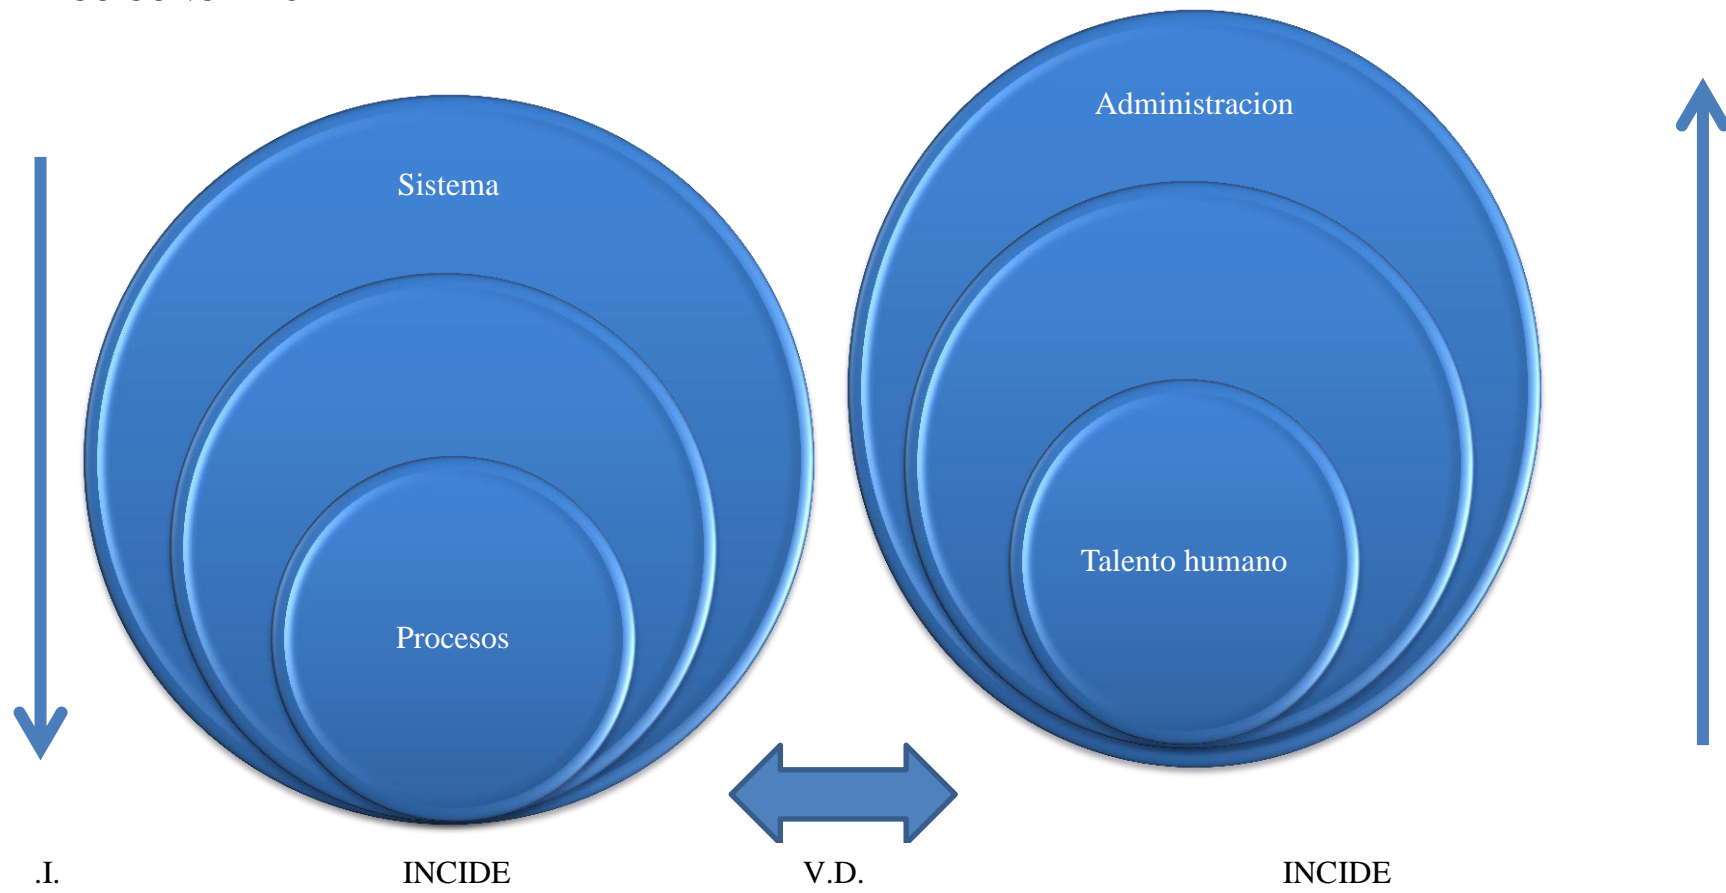 Administracion
Sistema
Talento humano
Procesos
.I. INCIDE V.D. INCIDE